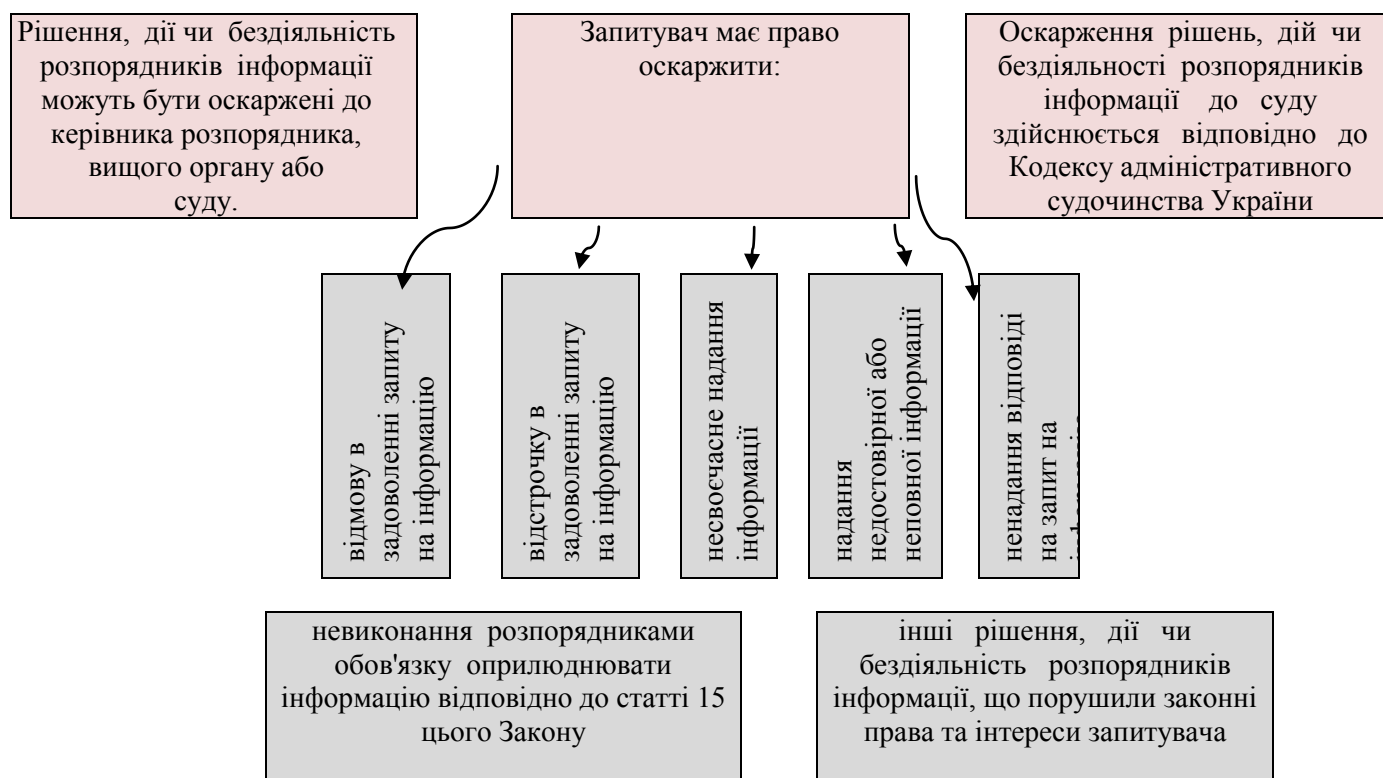 Рішення, дії чи бездіяльність
розпорядників інформації
можуть бути оскаржені до
керівника розпорядника,
вищого органу або
суду.
Запитувач має право
оскаржити:
Оскарження рішень, дій чи
бездіяльності розпорядників
інформації до суду
здійснюється відповідно до
Кодексу адміністративного
судочинства України
відмову в
задоволенні запиту
на інформацію
відстрочку в
задоволенні запиту
на інформацію
несвоєчасне надання
інформації
надання
недостовірної або
неповної інформації
ненадання відповіді
на запит на
невиконання розпорядниками
обов'язку оприлюднювати
інформацію відповідно до статті 15
цього Закону
інші рішення, дії чи
бездіяльність розпорядників
інформації, що порушили законні
права та інтереси запитувача